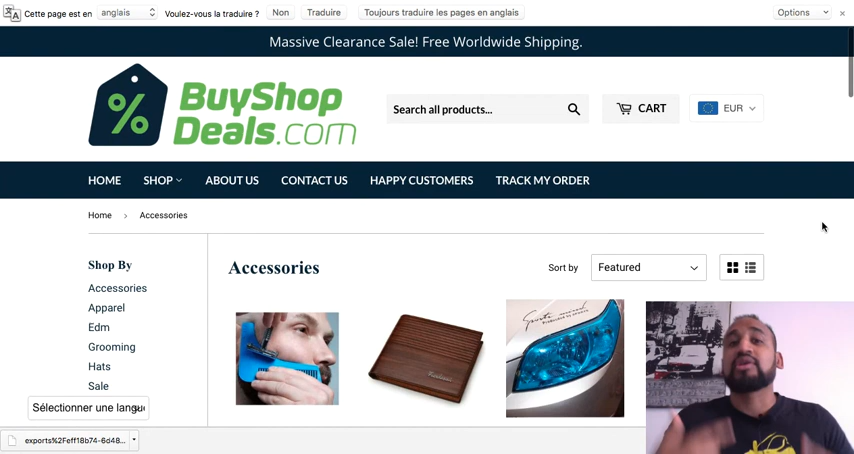 Cette page est en anglais Voulez-vous la traduire ? Non Traduire Toujours traduire les pages en anglais Options
Massive Clearance Sale! Free Worldwide Shipping.
%
BuyShop
Deals.com
Search all products... CART EUR
HOME SHOP ABOUT US CONTACT US HAPPY CUSTOMERS TRACK MY ORDER
Home › Accessories
Shop By
Accessories
Apparel
Edm
Grooming
Hats
Sale
Accessories
Sort by Featured
Sélectionner une langu
exports%2Feff18b74-6d48...